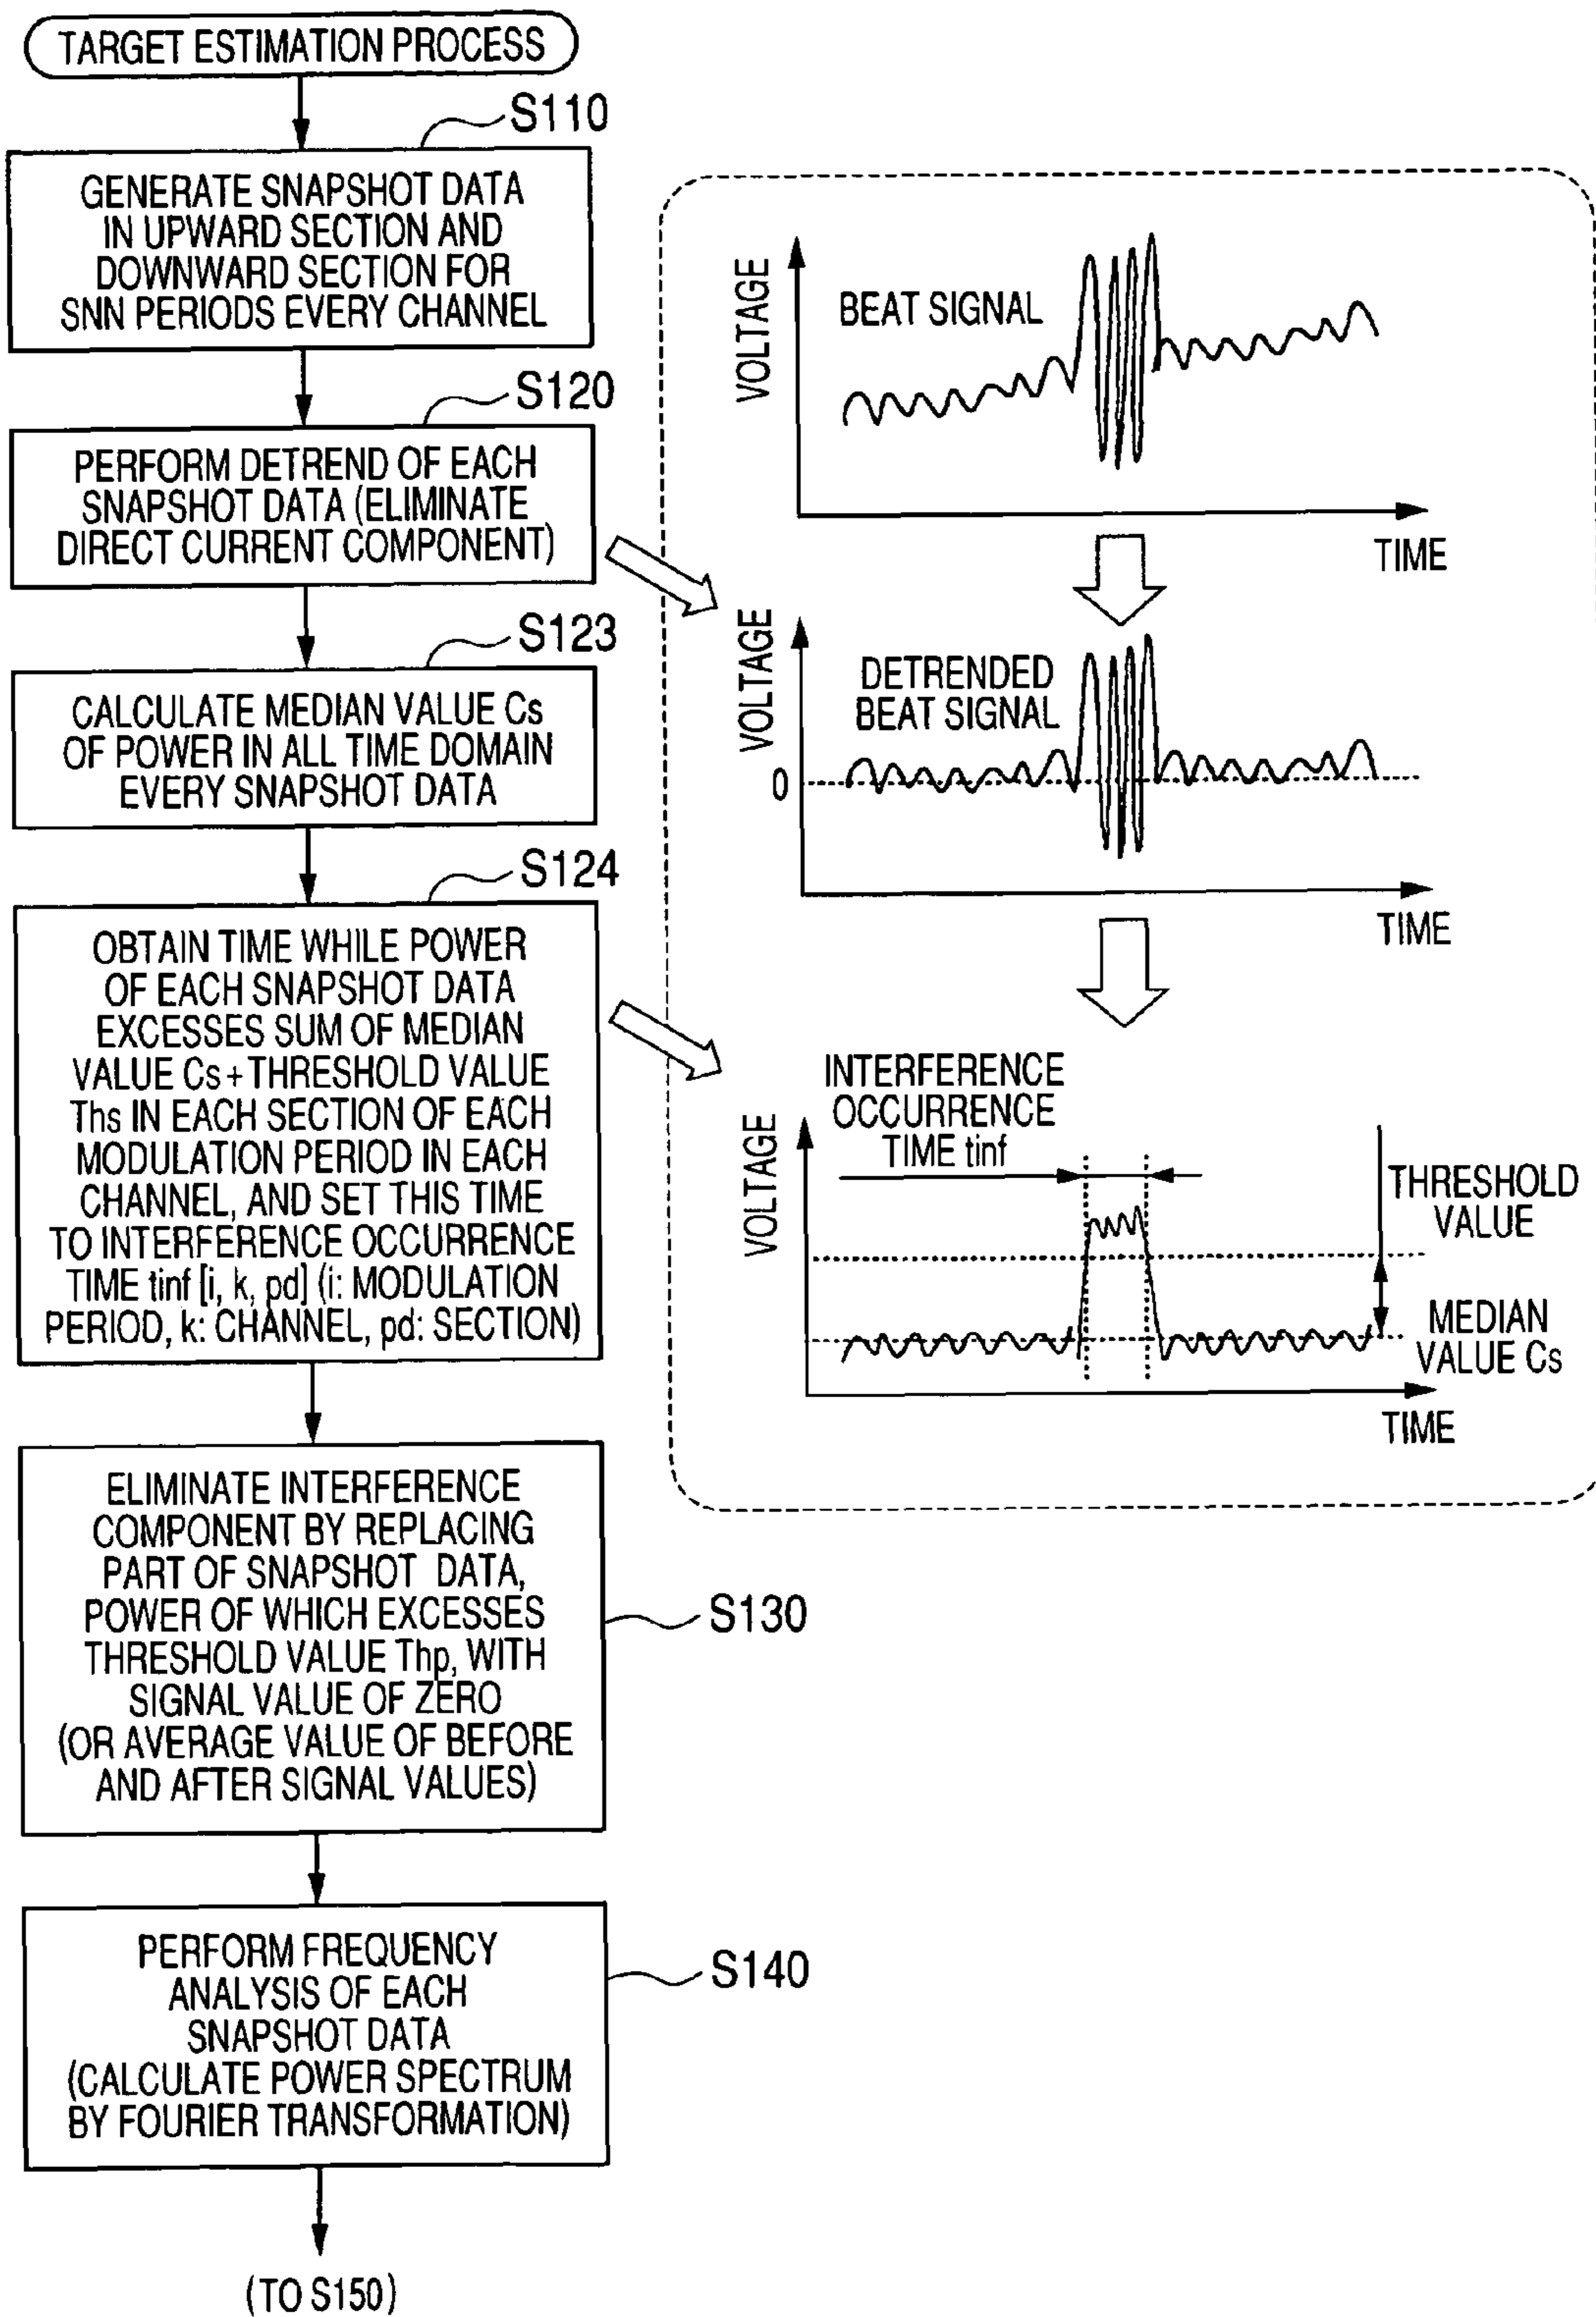 TARGET ESTIMATION PROCESS
S110
GENERATE SNAPSHOT DATA
IN UPWARD SECTION AND
DOWNWARD SECTION FOR
SNN PERIODS EVERY CHANNEL
S120
PERFORM DETREND OF EACH
SNAPSHOT DATA (ELIMINATE
DIRECT CURRENT COMPONENT)
S123
CALCULATE MEDIAN VALUE Cs
OF POWER IN ALL TIME DOMAIN
EVERY SNAPSHOT DATA
S124
OBTAIN TIME WHILE POWER
OF EACH SNAPSHOT DATA
EXCESSES SUM OF MEDIAN
VALUE Cs+THRESHOLD VALUE
Ths IN EACH SECTION OF EACH
MODULATION PERIOD IN EACH
CHANNEL, AND SET THIS TIME
TO INTERFERENCE OCCURRENCE
TIME tinf [i, k, pd] (i: MODULATION
PERIOD, k: CHANNEL, pd: SECTION)
ELIMINATE INTERFERENCE
COMPONENT BY REPLACING
PART OF SNAPSHOT DATA,
POWER OF WHICH EXCESSES
THRESHOLD VALUE Thp, WITH
SIGNAL VALUE OF ZERO
(OR AVERAGE VALUE OF BEFORE
AND AFTER SIGNAL VALUES)
S130
PERFORM FREQUENCY
ANALYSIS OF EACH
SNAPSHOT DATA
(CALCULATE POWER SPECTRUM
BY FOURIER TRANSFORMATION)
S140
(TO S150)
VOLTAGE
BEAT SIGNAL
TIME
VOLTAGE
DETRENDED
BEAT SIGNAL
0
TIME
INTERFERENCE
OCCURRENCE
TIME tinf
VOLTAGE
THRESHOLD
VALUE
MEDIAN
VALUE Cs
TIME